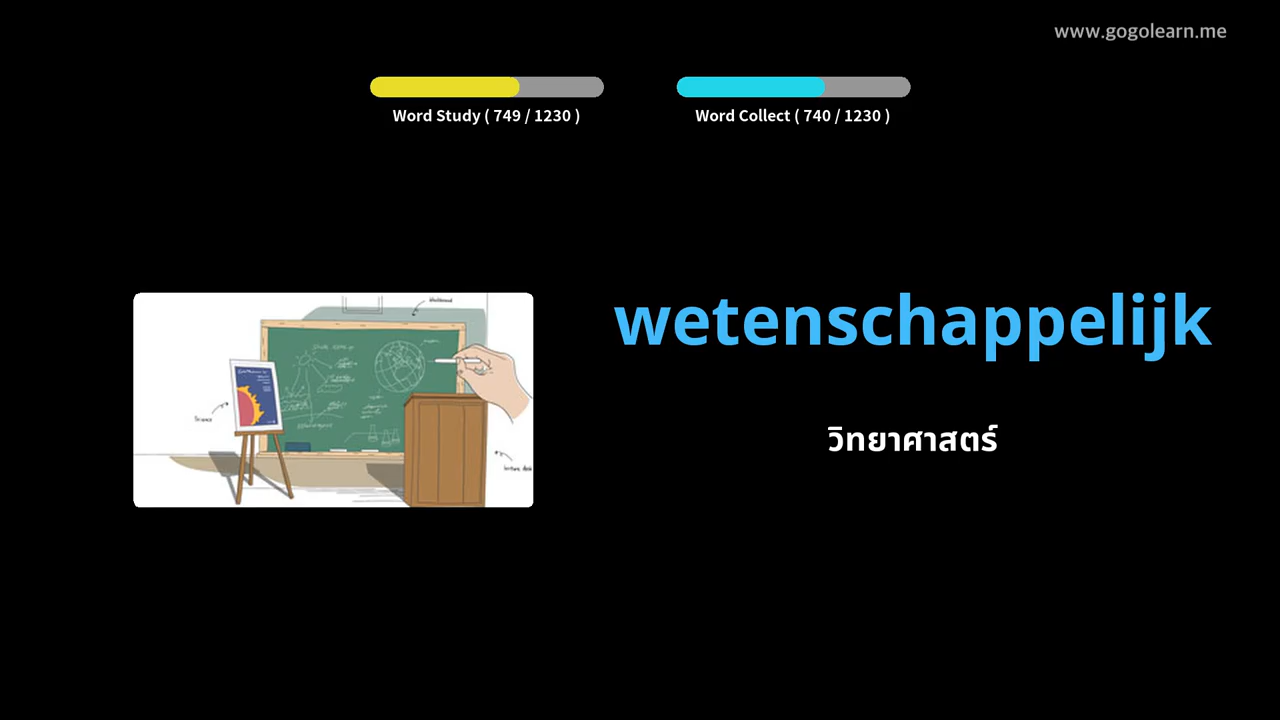 www.gogolearn.me
Word Study ( 749 / 1230 )
Word Collect ( 740 / 1230 )
wetenschappelijk
วิทยาศาสตร์
Science